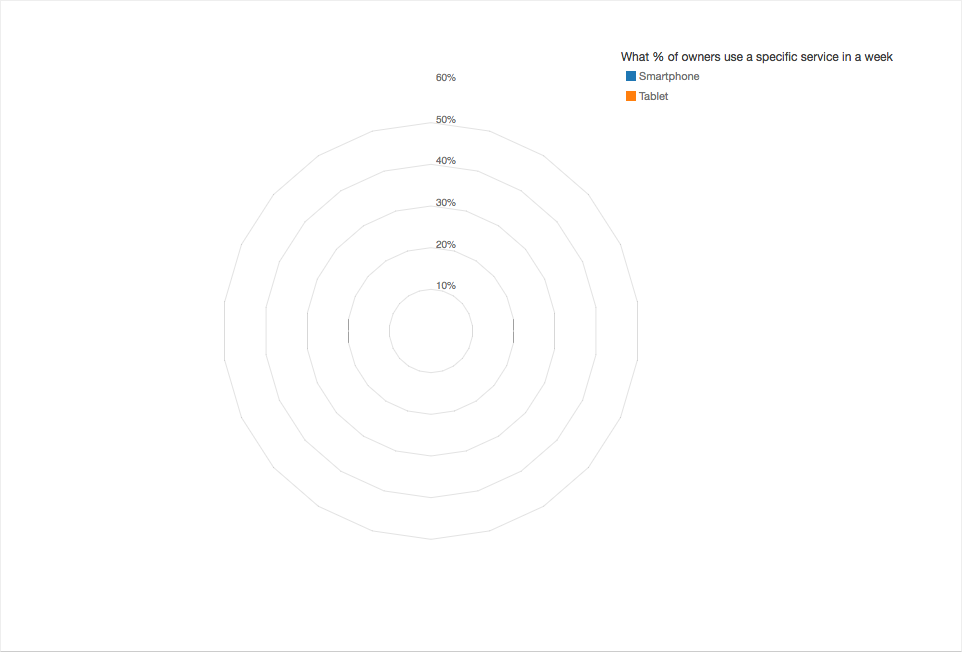 What % of owners use a specific service in a week
Smartphone
Tablet
60%
50%
40%
30%
20%
10%